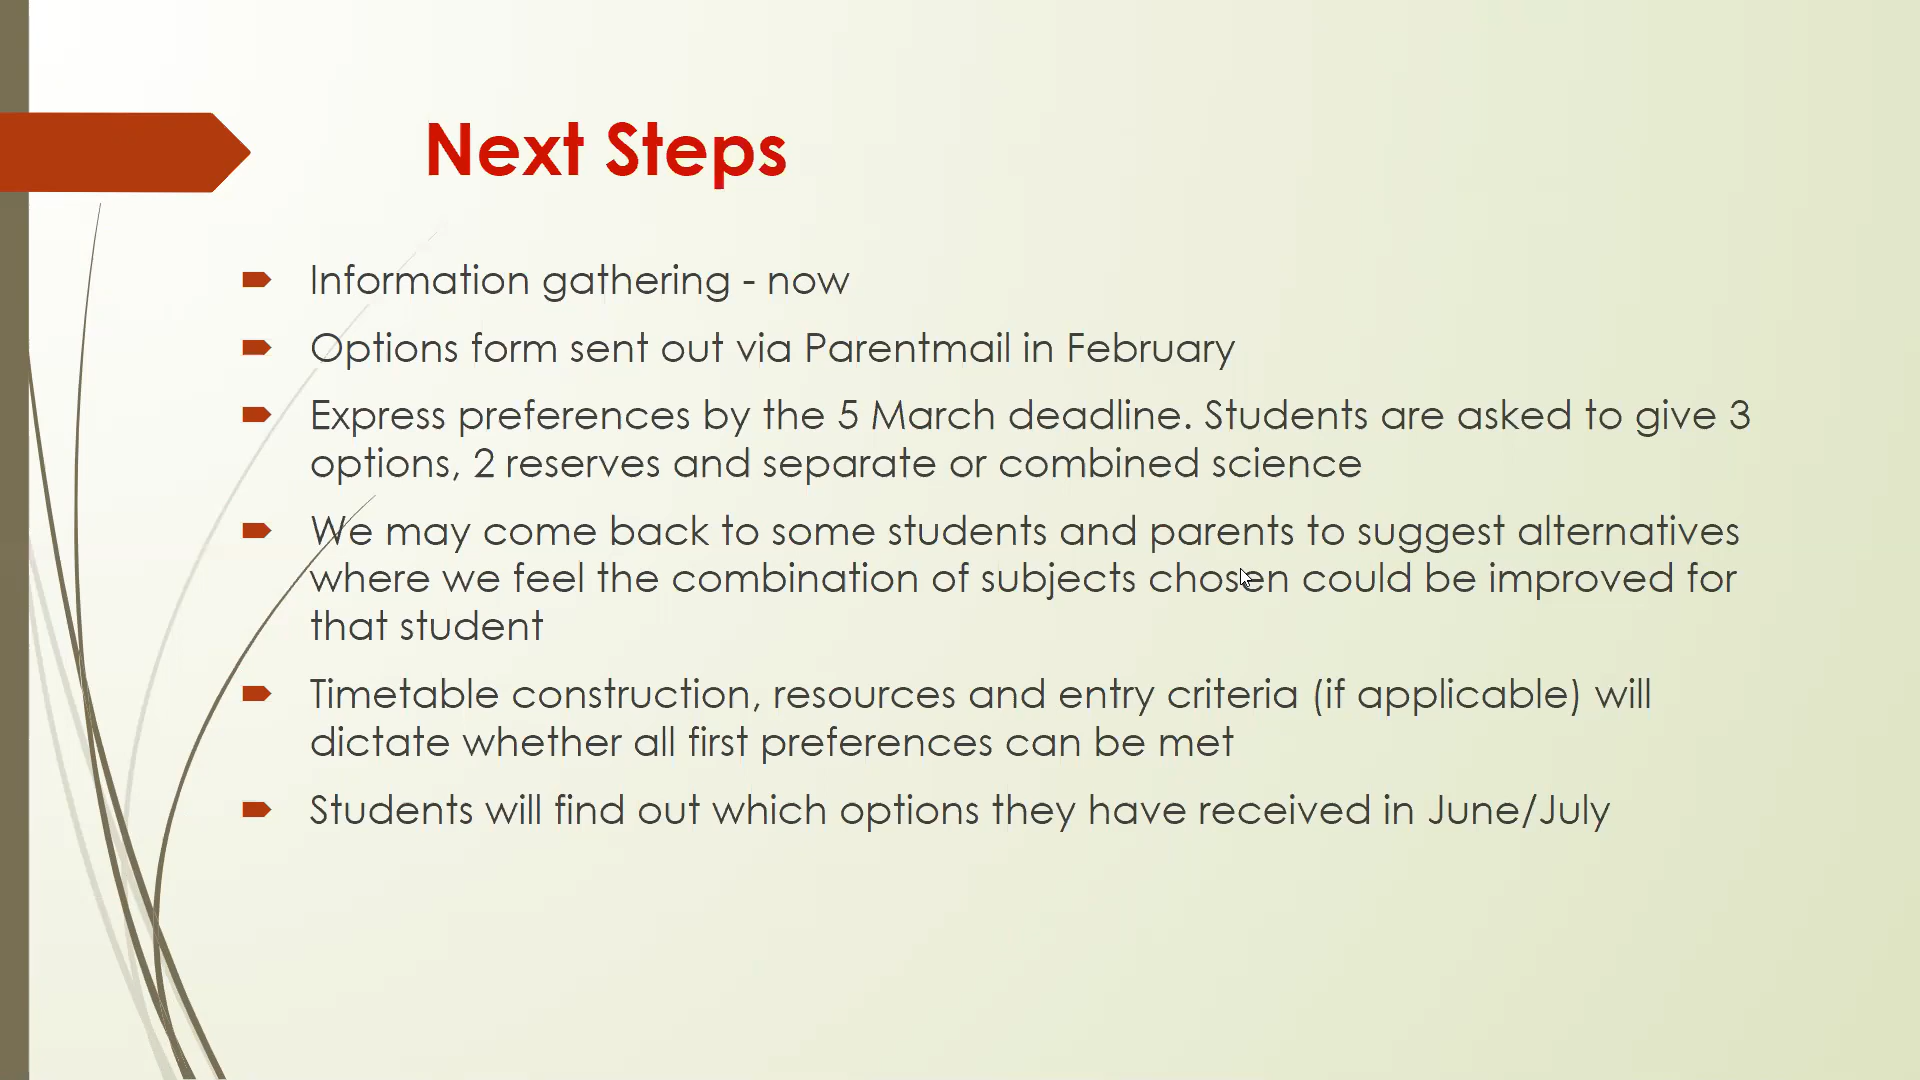 Next Steps
Information gathering - now
Options form sent out via Parentmail in February
Express preferences by the 5 March deadline. Students are asked to give 3
options, 2 reserves and separate or combined science
We may come back to some students and parents to suggest alternatives
where we feel the combination of subjects chosen could be improved for
that student
Timetable construction, resources and entry criteria (if applicable) will
dictate whether all first preferences can be met
Students will find out which options they have received in June/July